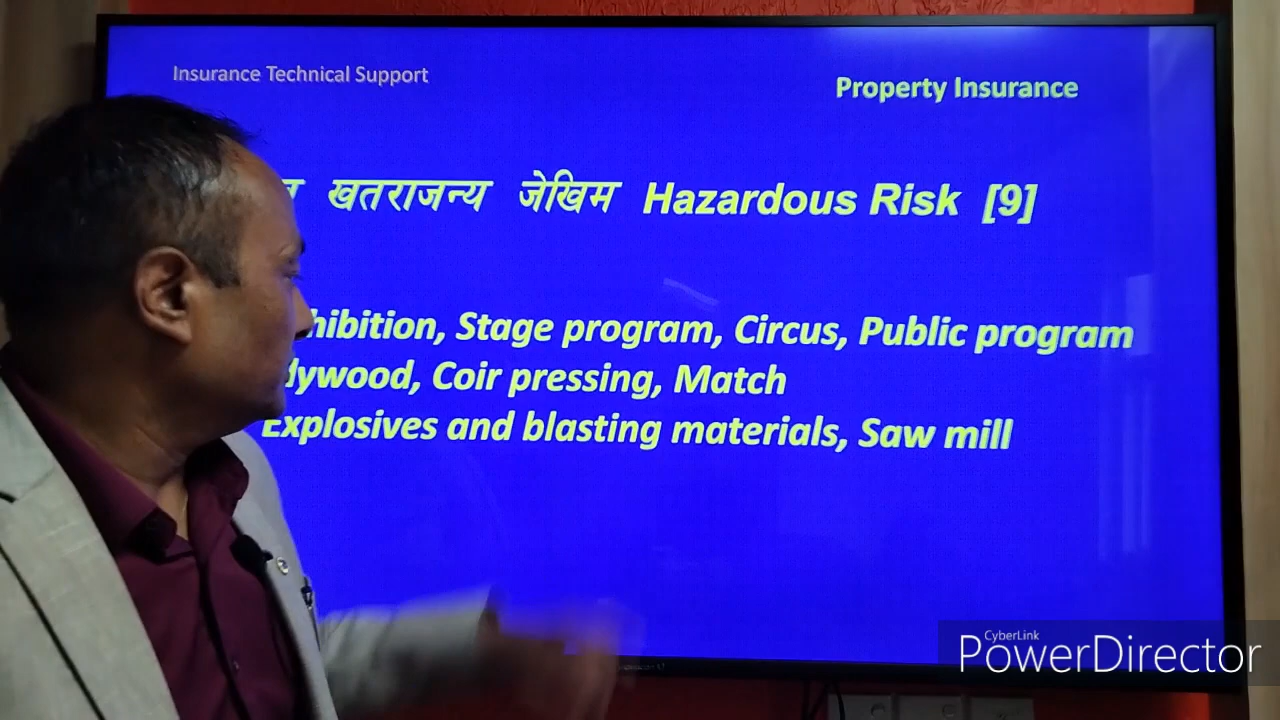 Insurance Technical Support
Property Insurance
खतराजन्य जेखिम Hazardous Risk [9]
hibition, Stage program, Circus, Public program
lywood, Coir pressing, Match
Explosives and blasting materials, Saw mill
CyberLink
PowerDirector